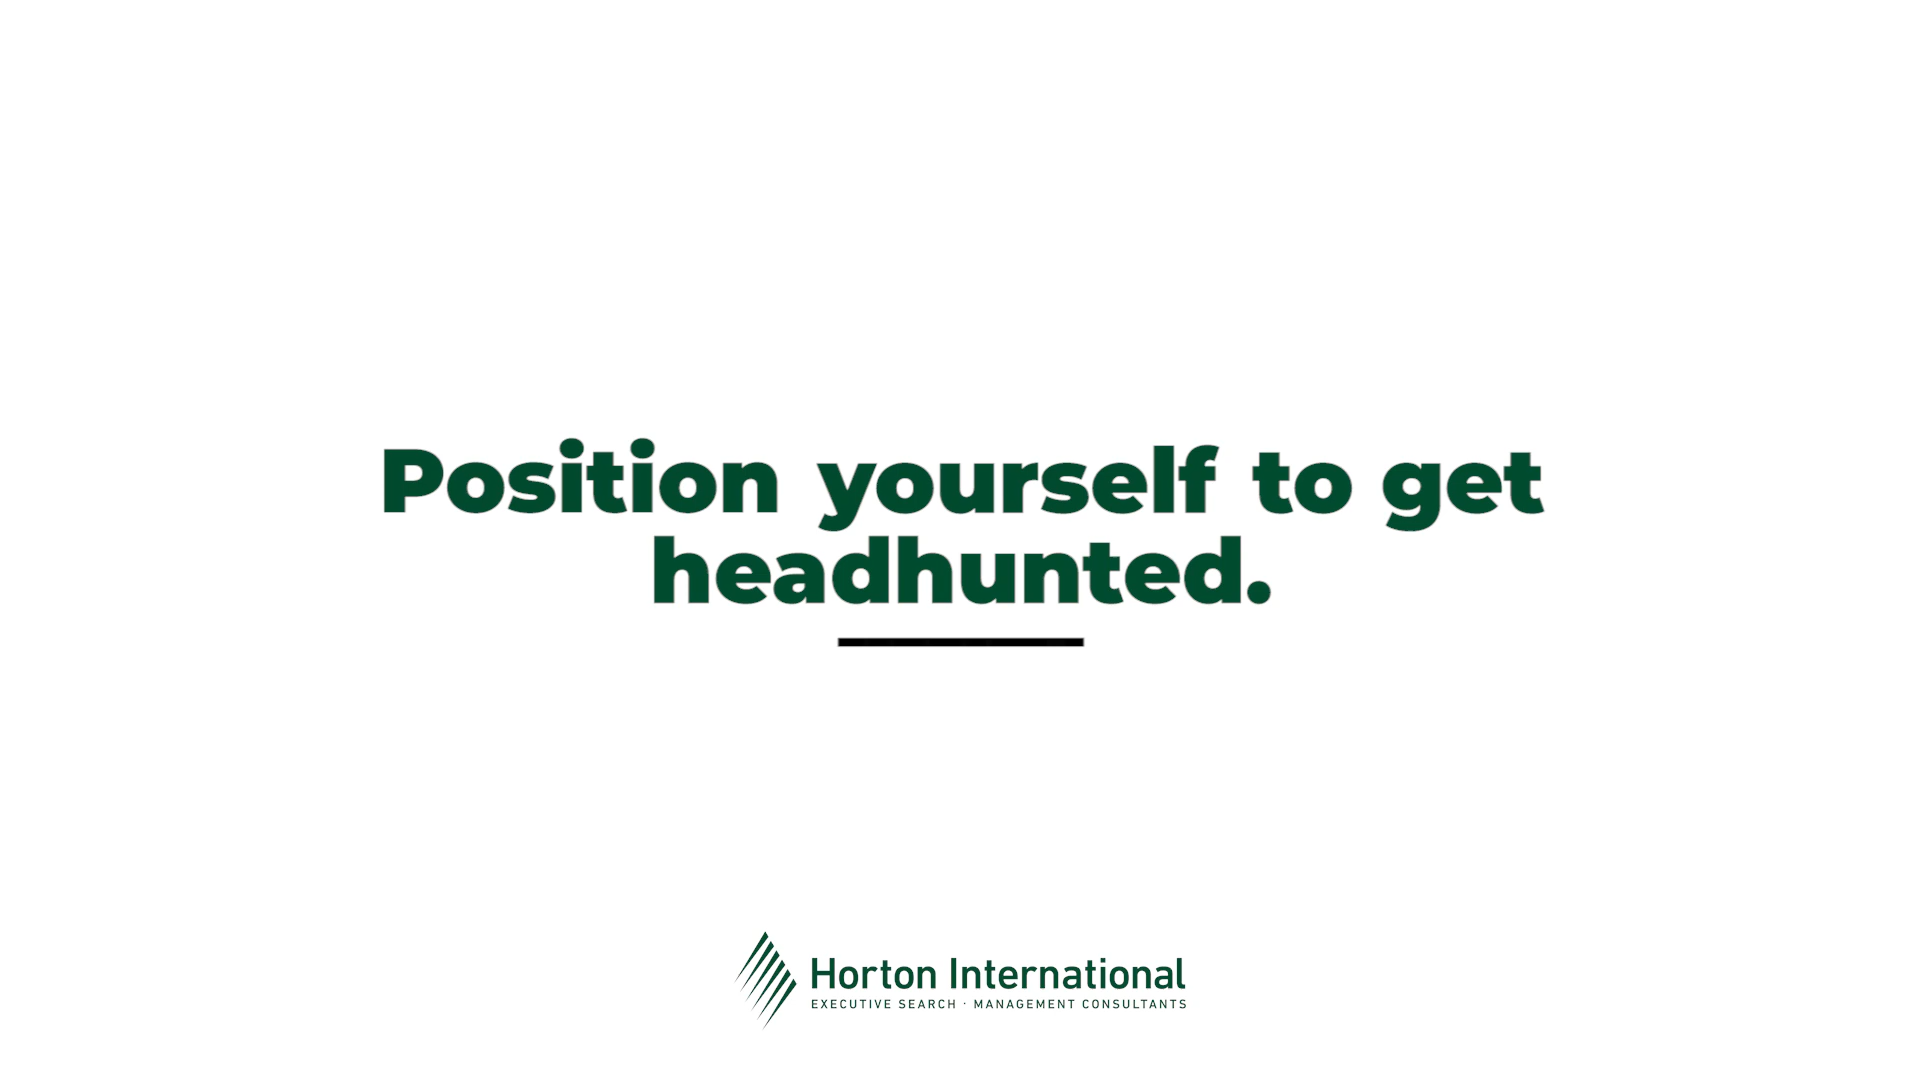 Position yourself to get
headhunted.
Horton International
EXECUTIVE SEARCH · MANAGEMENT CONSULTANTS